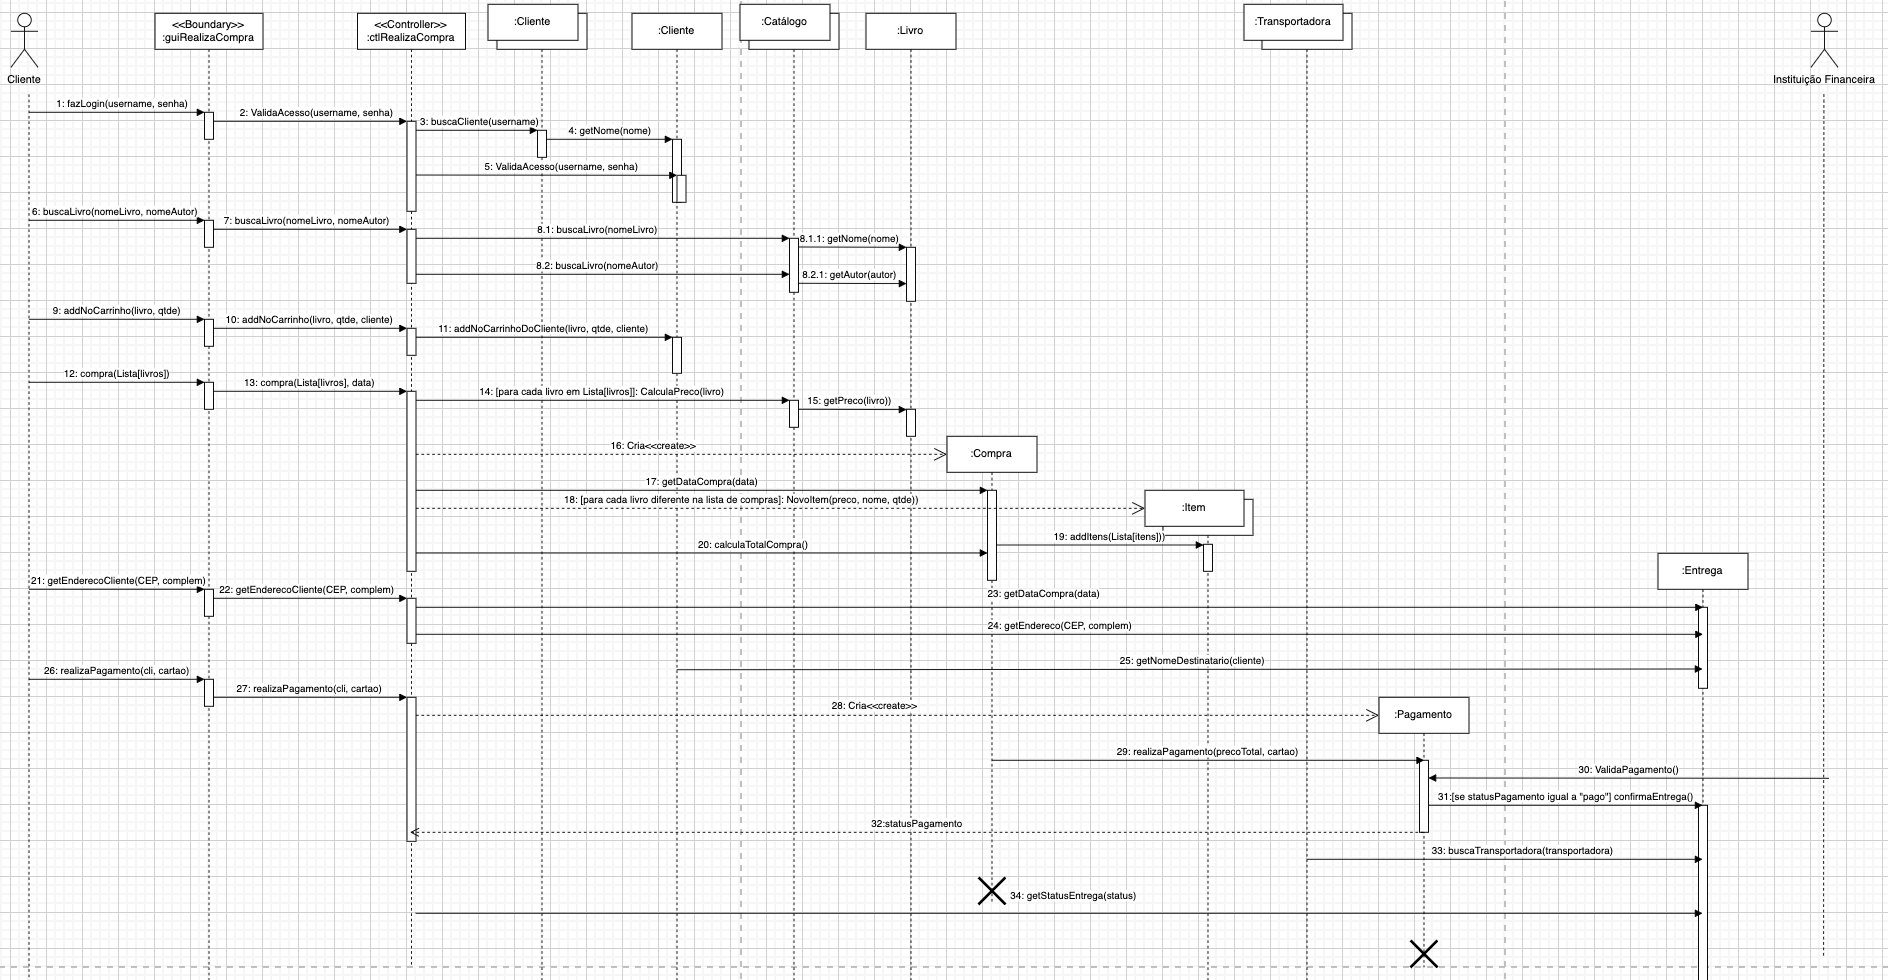 <<Boundary>>
:guiRealizaCompra
<<Controller>>
:ctlRealizaCompra
:Cliente
:Cliente
:Catálogo
:Livro
:Transportadora
Cliente
Instituição Financeira
1: fazLogin(username, senha)
2: ValidaAcesso(username, senha)
3: buscaCliente(username)
4: getNome(nome)
5: ValidaAcesso(username, senha)
6: buscaLivro(nomeLivro, nomeAutor)
7: buscaLivro(nomeLivro, nomeAutor)
8.1: buscaLivro(nomeLivro)
8.1.1: getNome(nome)
8.2: buscaLivro(nomeAutor)
8.2.1: getAutor(autor)
9: addNoCarrinho(livro, qtde)
10: addNoCarrinho(livro, qtde, cliente)
11: addNoCarrinhoDoCliente(livro, qtde, cliente)
12: compra(Lista[livros])
13: compra(Lista[livros], data)
14: [para cada livro em Lista[livros]]: CalculaPreco(livro)
15: getPreco(livro))
16: Cria<<create>>
:Compra
17: getDataCompra(data)
18: [para cada livro diferente na lista de compras]: NovoItem(preco, nome, qtde))
:Item
19: addItens(Lista[itens]))
20: calculaTotalCompra()
:Entrega
21: getEnderecoCliente(CEP, complem)
22: getEnderecoCliente(CEP, complem)
23: getDataCompra(data)
24: getEndereco(CEP, complem)
25: getNomeDestinatario(cliente)
26: realizaPagamento(cli, cartao)
27: realizaPagamento(cli, cartao)
28: Cria<<create>>
:Pagamento
29: realizaPagamento(precoTotal, cartao)
30: ValidaPagamento()
31:[se statusPagamento igual a "pago"] confirmaEntrega()
32:statusPagamento
33: buscaTransportadora(transportadora)
34: getStatusEntrega(status)